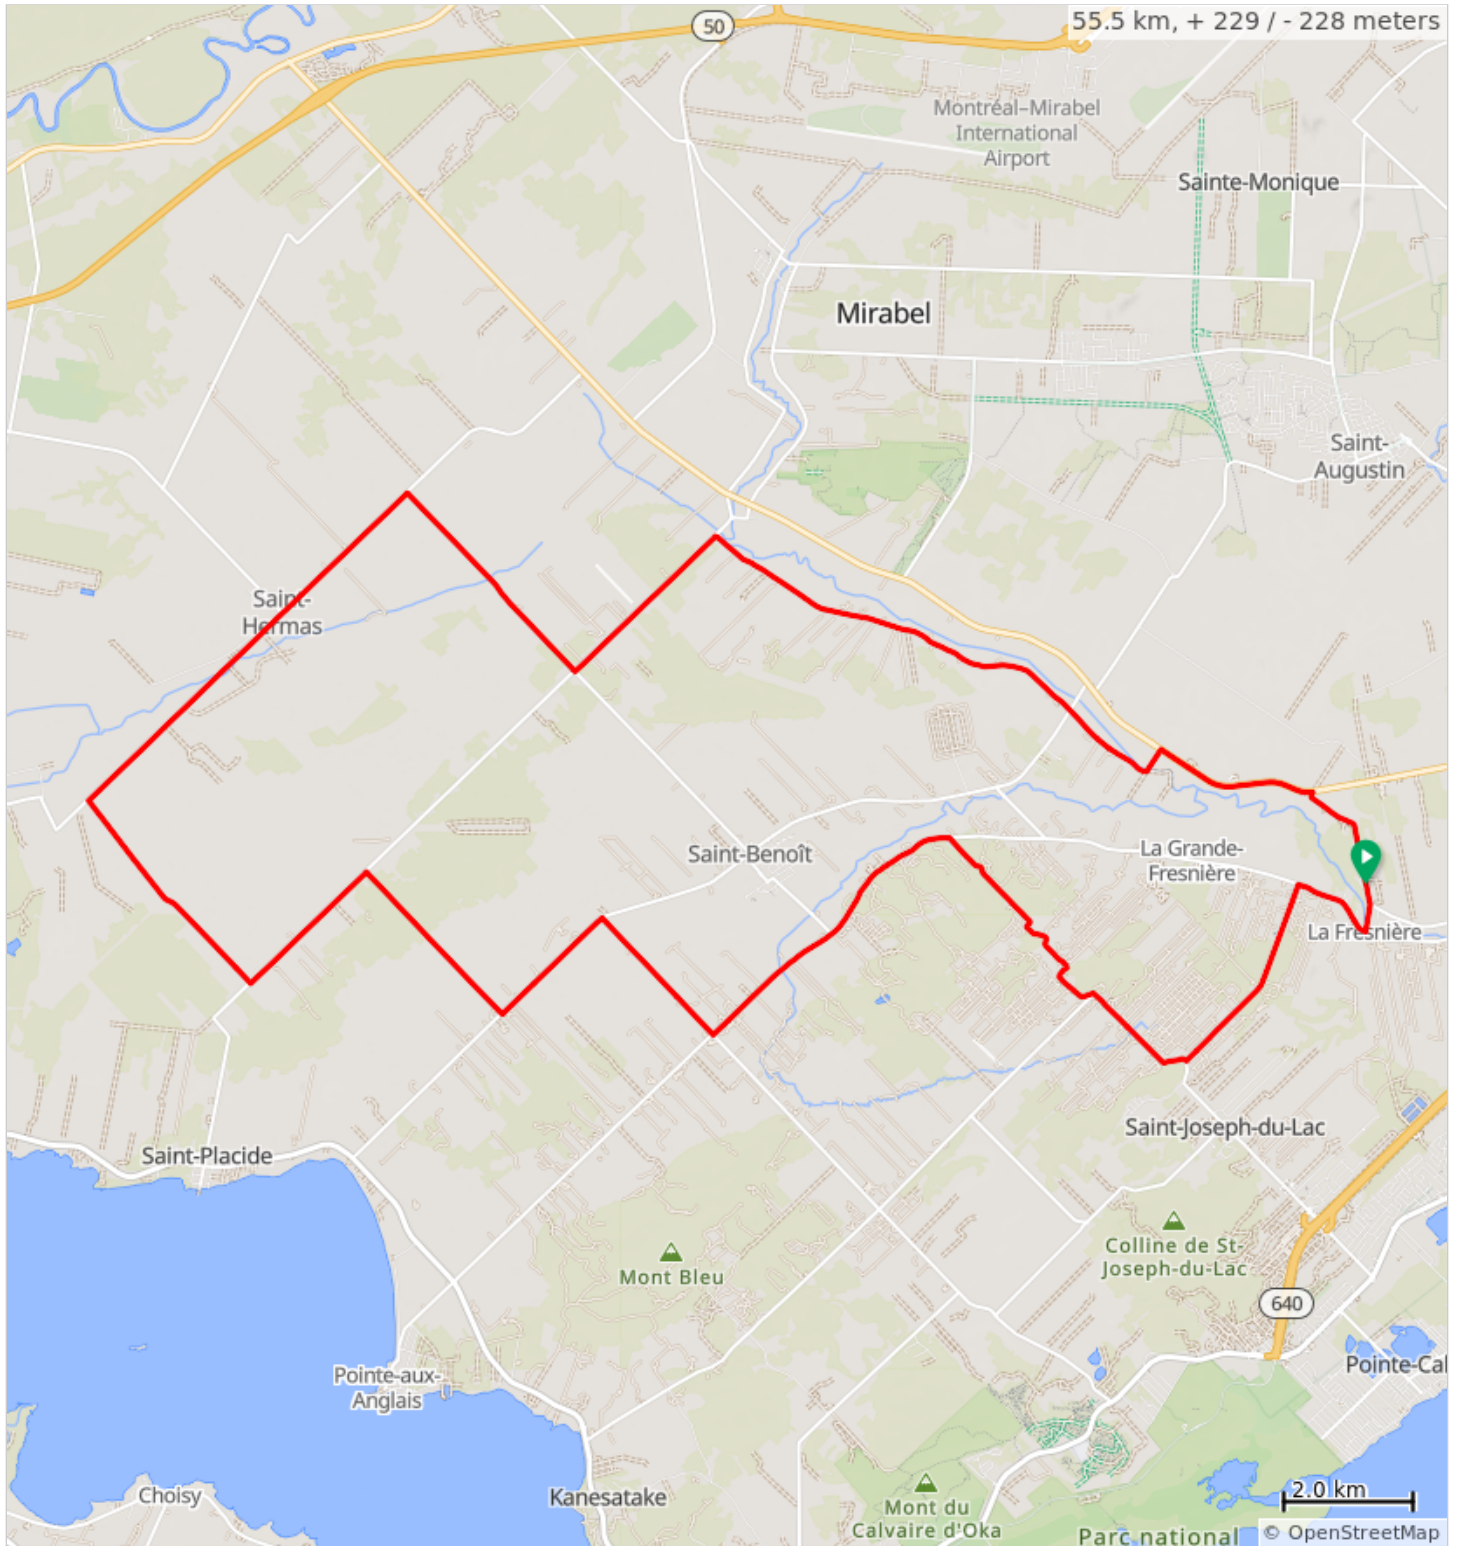 50
55.5 km, + 229 / - 228 meters
Montréal–Mirabel
International
Airport
Sainte-Monique
Mirabel
Saint-
Augustin
Saint-
Hermas
Saint-Benoît
La Grande-
Fresnière
La Fresnière
Saint-Joseph-du-Lac
Saint-Placide
Colline de St-
Joseph-du-Lac
Mont Bleu
640
Pointe-aux-
Anglais
Pointe-Cal
Choisy
Kanesatake
Mont du
Calvaire d'Oka
2.0 km
Parc national
© OpenStreetMap